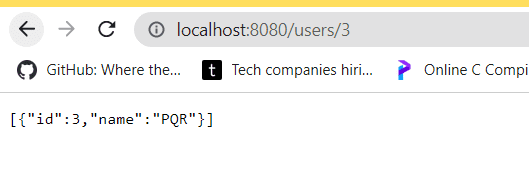 localhost:8080/users/3
GitHub: Where the... t Tech companies hiri... Online C Compi
[{"id":3,"name":"PQR"}]